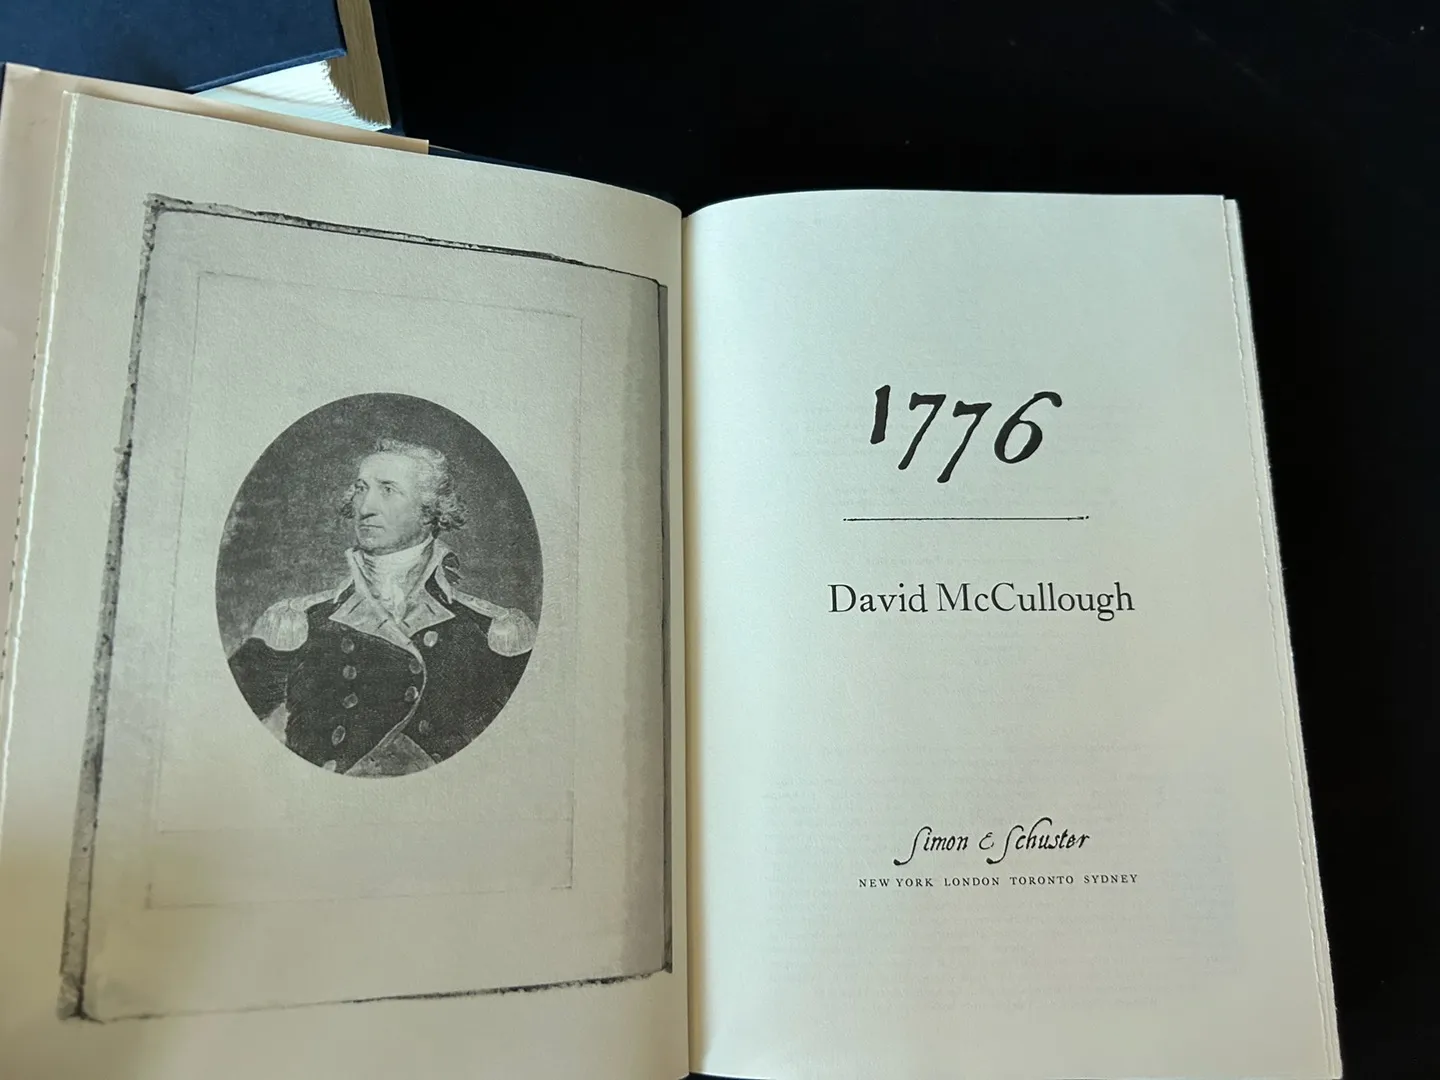 1776
David McCullough
Simon & Schuster
NEW YORK LONDON TORONTO SYDNEY